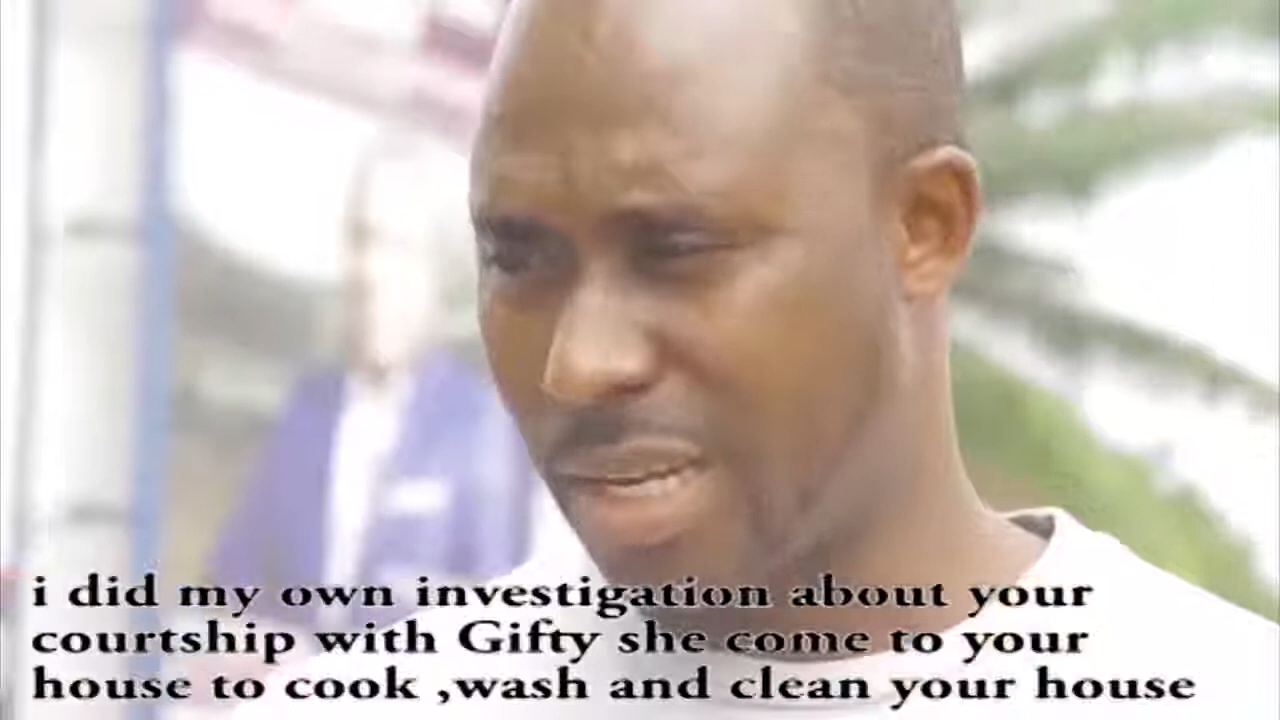 i did my own investigation about your
courtship with Gifty she come to your
house to cook ,wash and clean your house